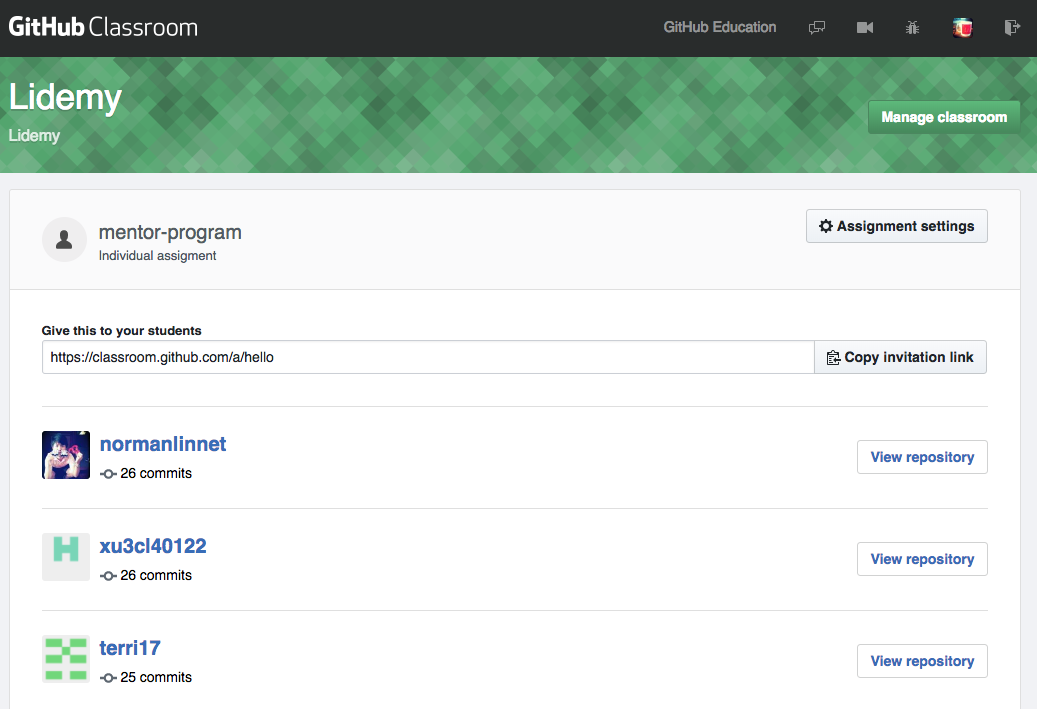 GitHub Classroom
GitHub Education
Lidemy
Lidemy
Manage classroom
mentor-program
Individual assigment
Assignment settings
Give this to your students
https://classroom.github.com/a/hello
Copy invitation link
normanlinnet
26 commits
View repository
xu3cl40122
26 commits
View repository
terri17
25 commits
View repository